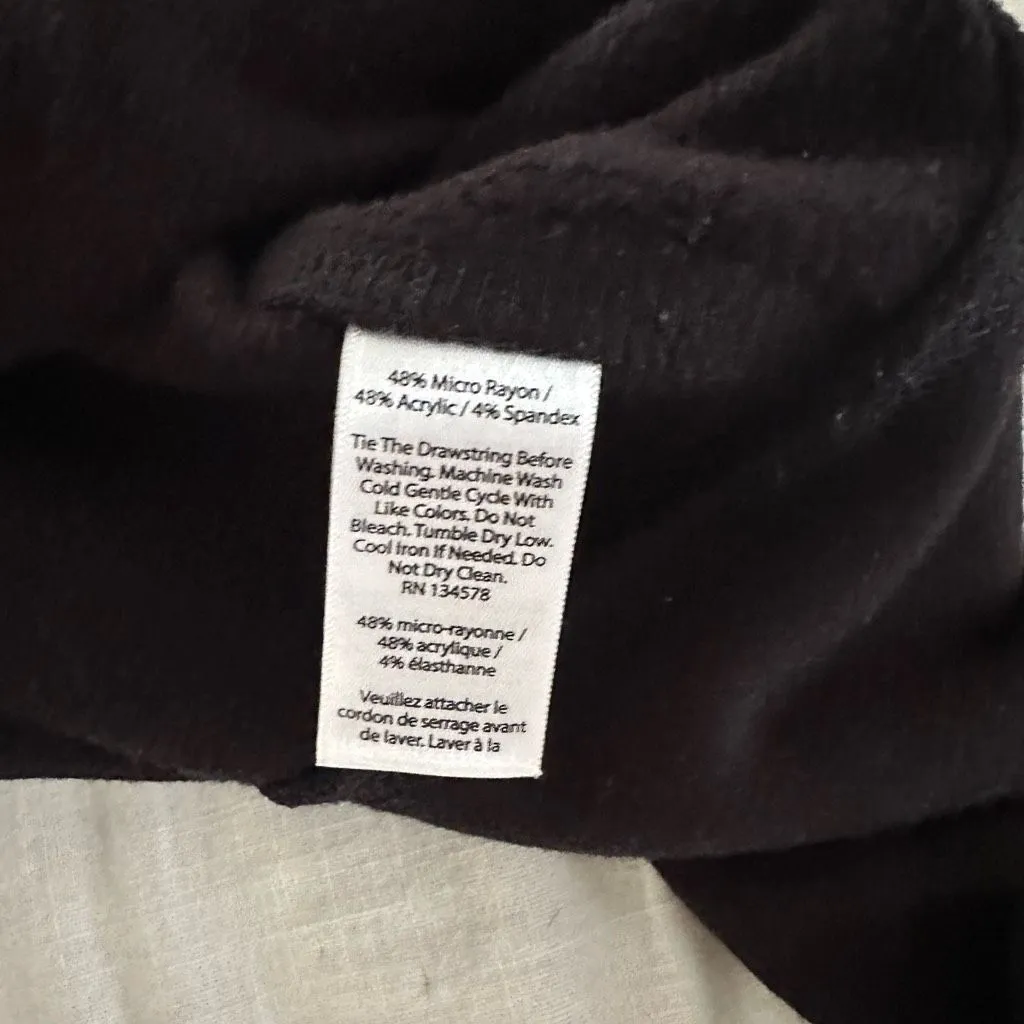 48% Micro Rayon /
48% Acrylic / 4% Spandex
Tie The Drawstring Before
Washing. Machine Wash
Cold Gentle Cycle With
Like Colors. Do Not
Bleach. Tumble Dry Low.
Cool Iron If Needed. Do
Not Dry Clean.
RN 134578
48% micro-rayonne /
48% acrylique /
4% élasthanne
Veuillez attacher le
cordon de serrage avant
de laver. Laver à la